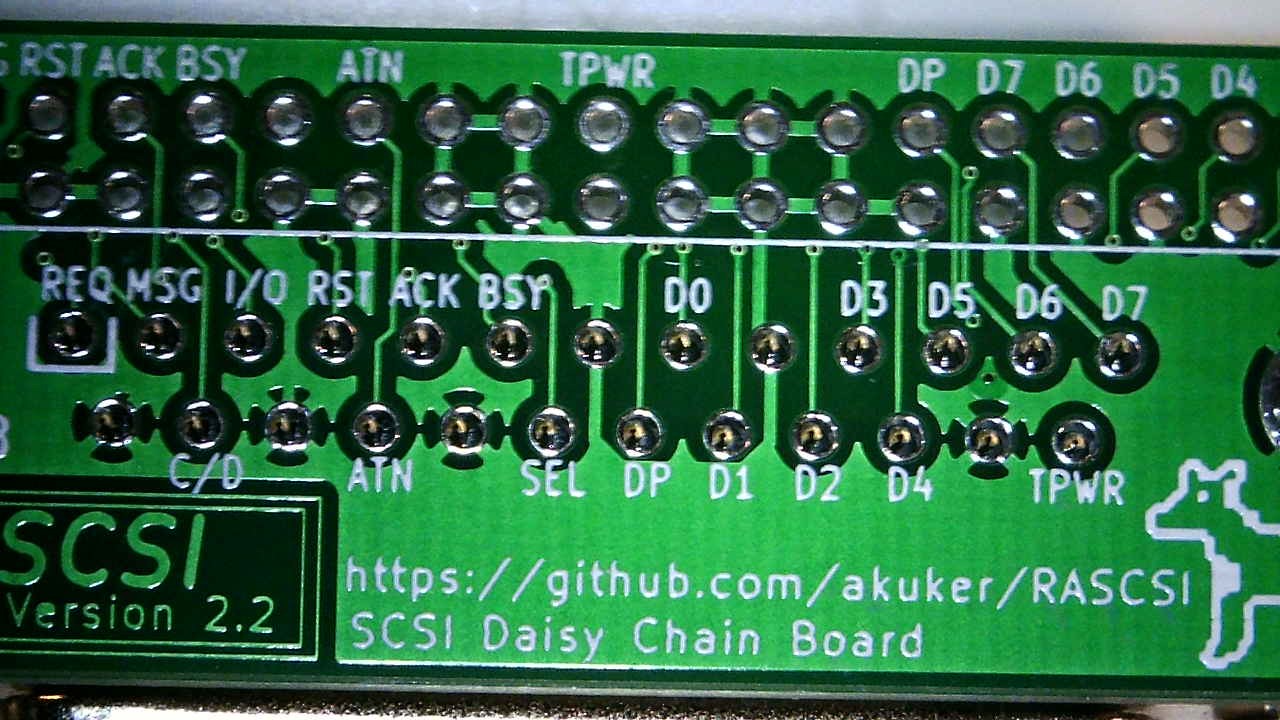 RST ACK BSY ATN TPWR DP D7 D6 D5 D4
REQ MSG I/O RST ACK BSY D0 D3 D5 D6 D7
C/D ATN SEL DP D1 D2 D4 TPWR
SCSI
Version 2.2
https://github.com/akuker/RASCSI
SCSI Daisy Chain Board